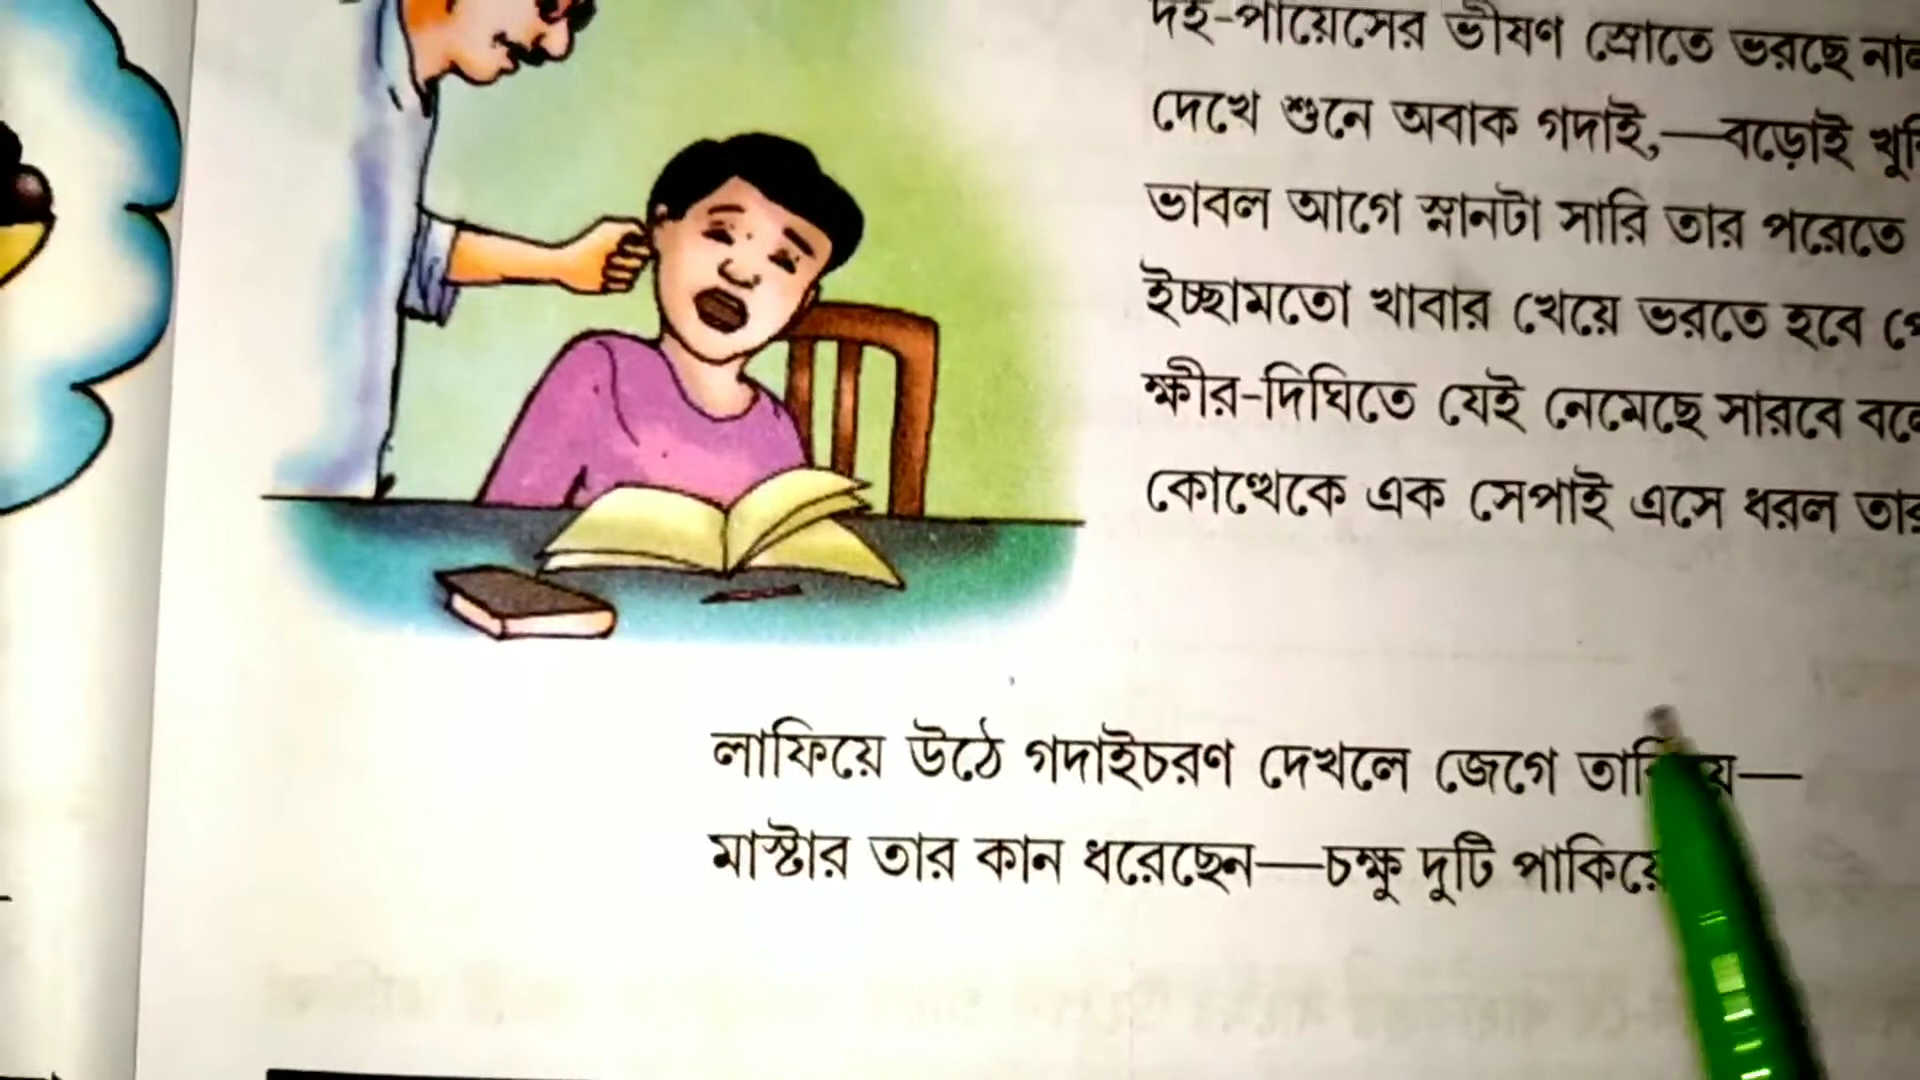 দই-পায়েসের ভীষণ স্রোতে ভরছে
দেখে শুনে অবাক গদাই,—বড়োই
ভাবল আগে স্নানটা সারি তার পরেতে
ইচ্ছামতো খাবার খেয়ে ভরতে হবে
ক্ষীর-দিঘিতে যেই নেমেছে সারবে
কোত্থেকে এক সেপাই এসে ধরল
লাফিয়ে উঠে গদাইচরণ দেখলে জেগে
মাস্টার তার কান ধরেছেন—চক্ষু দুটি পাকিয়ে